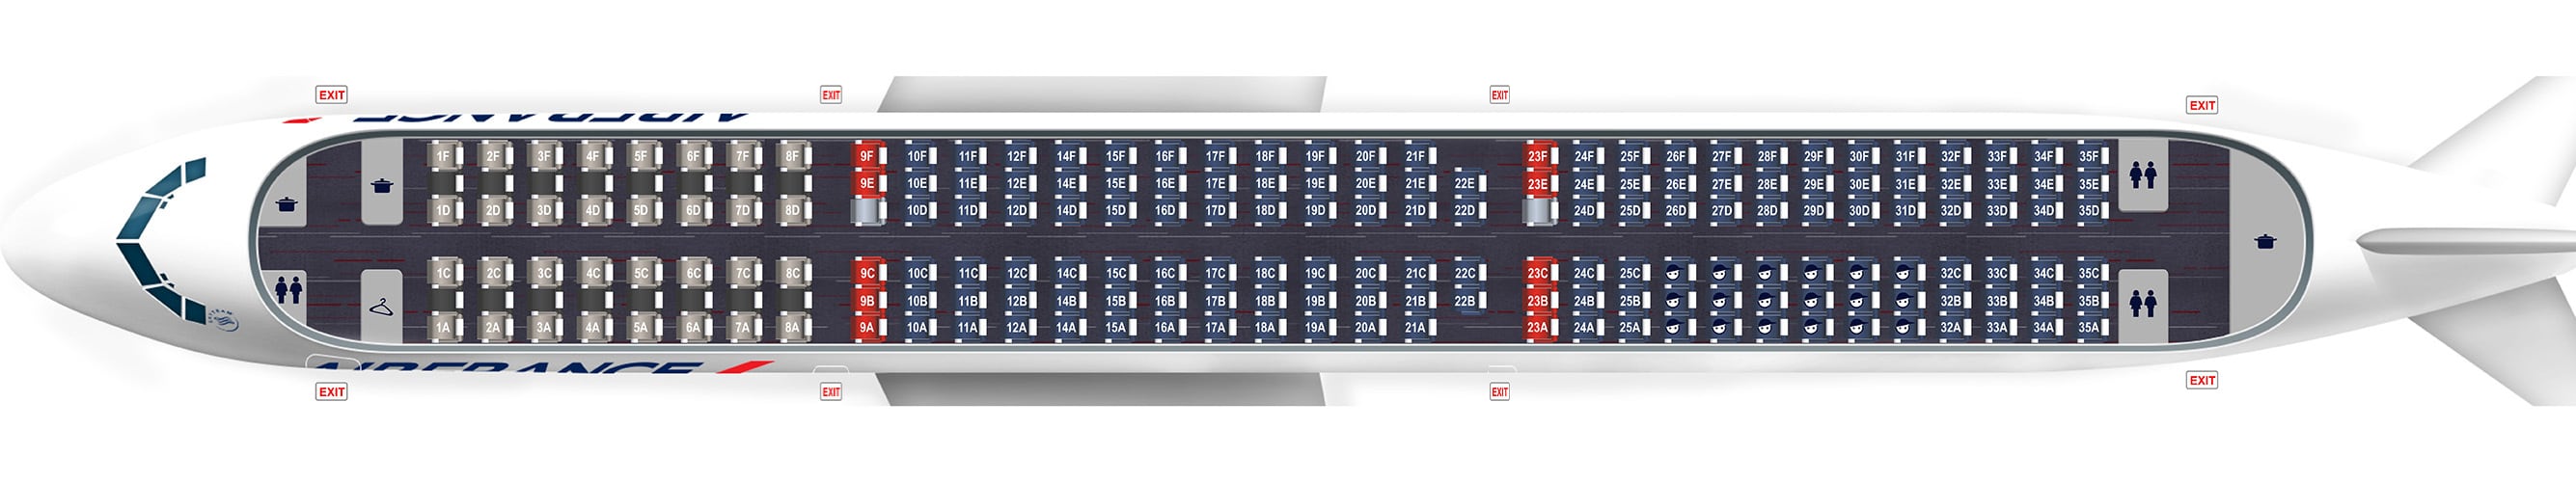 EXIT EXIT EXIT EXIT
1F 2F 3F 4F 5F 6F 7F 8F 9F 10F 11F 12F 14F 15F 16F 17F 18F 19F 20F 21F 23F 24F 25F 26F 27F 28F 29F 30F 31F 32F 33F 34F 35F
9E 10E 11E 12E 14E 15E 16E 17E 18E 19E 20E 21E 22E 23E 24E 25E 26E 27E 28E 29E 30E 31E 32E 33E 34E 35E
1D 2D 3D 4D 5D 6D 7D 8D 10D 11D 12D 14D 15D 16D 17D 18D 19D 20D 21D 22D 24D 25D 26D 27D 28D 29D 30D 31D 32D 33D 34D 35D
1C 2C 3C 4C 5C 6C 7C 8C 9C 10C 11C 12C 14C 15C 16C 17C 18C 19C 20C 21C 22C 23C 24C 25C 32C 33C 34C 35C
9B 10B 11B 12B 14B 15B 16B 17B 18B 19B 20B 21B 22B 23B 24B 25B 32B 33B 34B 35B
1A 2A 3A 4A 5A 6A 7A 8A 9A 10A 11A 12A 14A 15A 16A 17A 18A 19A 20A 21A 23A 24A 25A 32A 33A 34A 35A
AIRFRANCE
EXIT EXIT EXIT EXIT